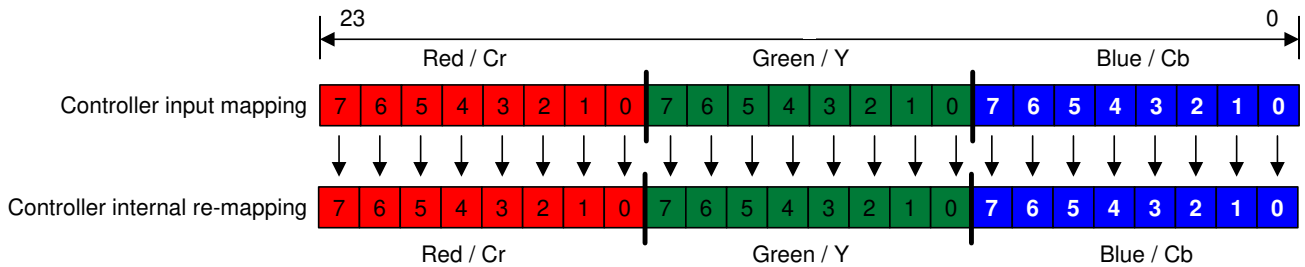 23 0
Red / Cr Green / Y Blue / Cb
Controller input mapping 7 6 5 4 3 2 1 0 7 6 5 4 3 2 1 0 7 6 5 4 3 2 1 0
Controller internal re-mapping 7 6 5 4 3 2 1 0 7 6 5 4 3 2 1 0 7 6 5 4 3 2 1 0
Red / Cr Green / Y Blue / Cb